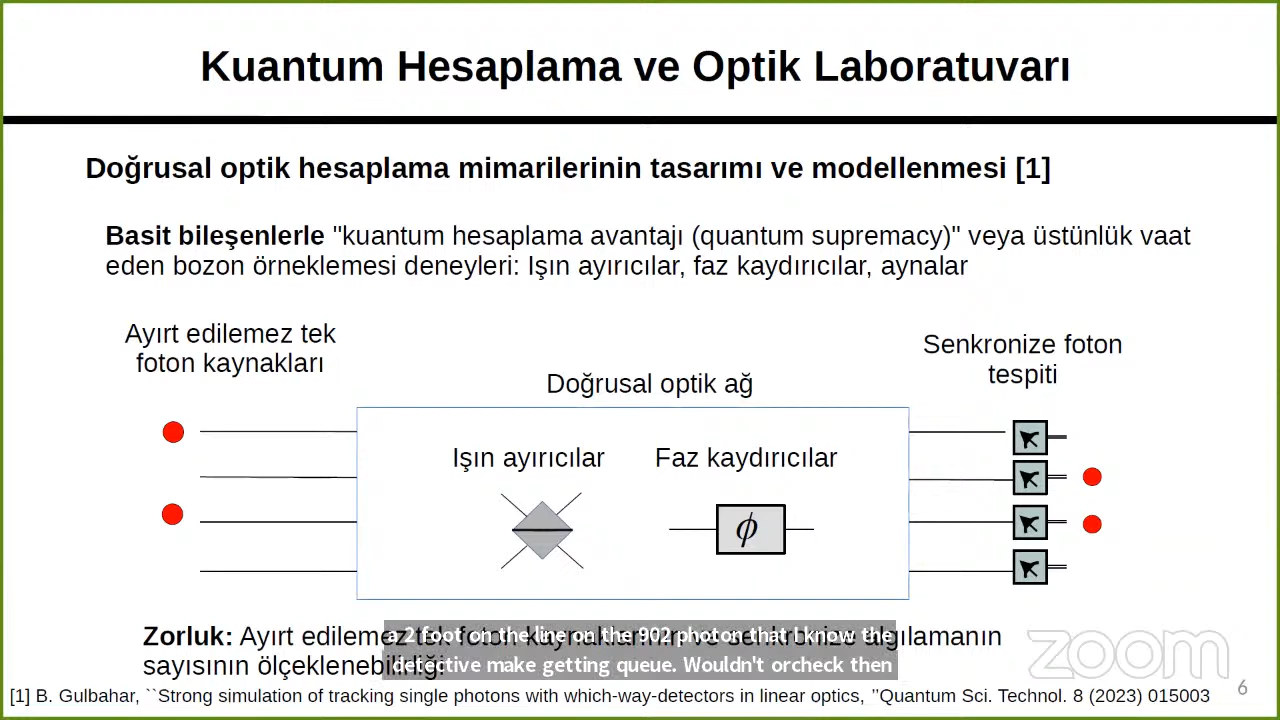 Kuantum Hesaplama ve Optik Laboratuvarı
Doğrusal optik hesaplama mimarilerinin tasarımı ve modellenmesi [1]
Basit bileşenlerle "kuantum hesaplama avantajı (quantum supremacy)" veya üstünlük vaat
eden bozon örneklemesi deneyleri: Işın ayırıcılar, faz kaydırıcılar, aynalar
Ayırt edilemez tek
foton kaynakları
Senkronize foton
tespiti
Doğrusal optik ağ
Işın ayırıcılar
Faz kaydırıcılar
ϕ
Zorluk: Ayırt edilemez tek foton kaynaklarının ve senkronize algılamanın
sayısının ölçeklenebilirliği
a 2 foot on the line on the 902 photon that I know the
detective make getting queue. Wouldn't orcheck then
zoom
[1] B. Gulbahar, ``Strong simulation of tracking single photons with which-way-detectors in linear optics, ''Quantum Sci. Technol. 8 (2023) 015003
6